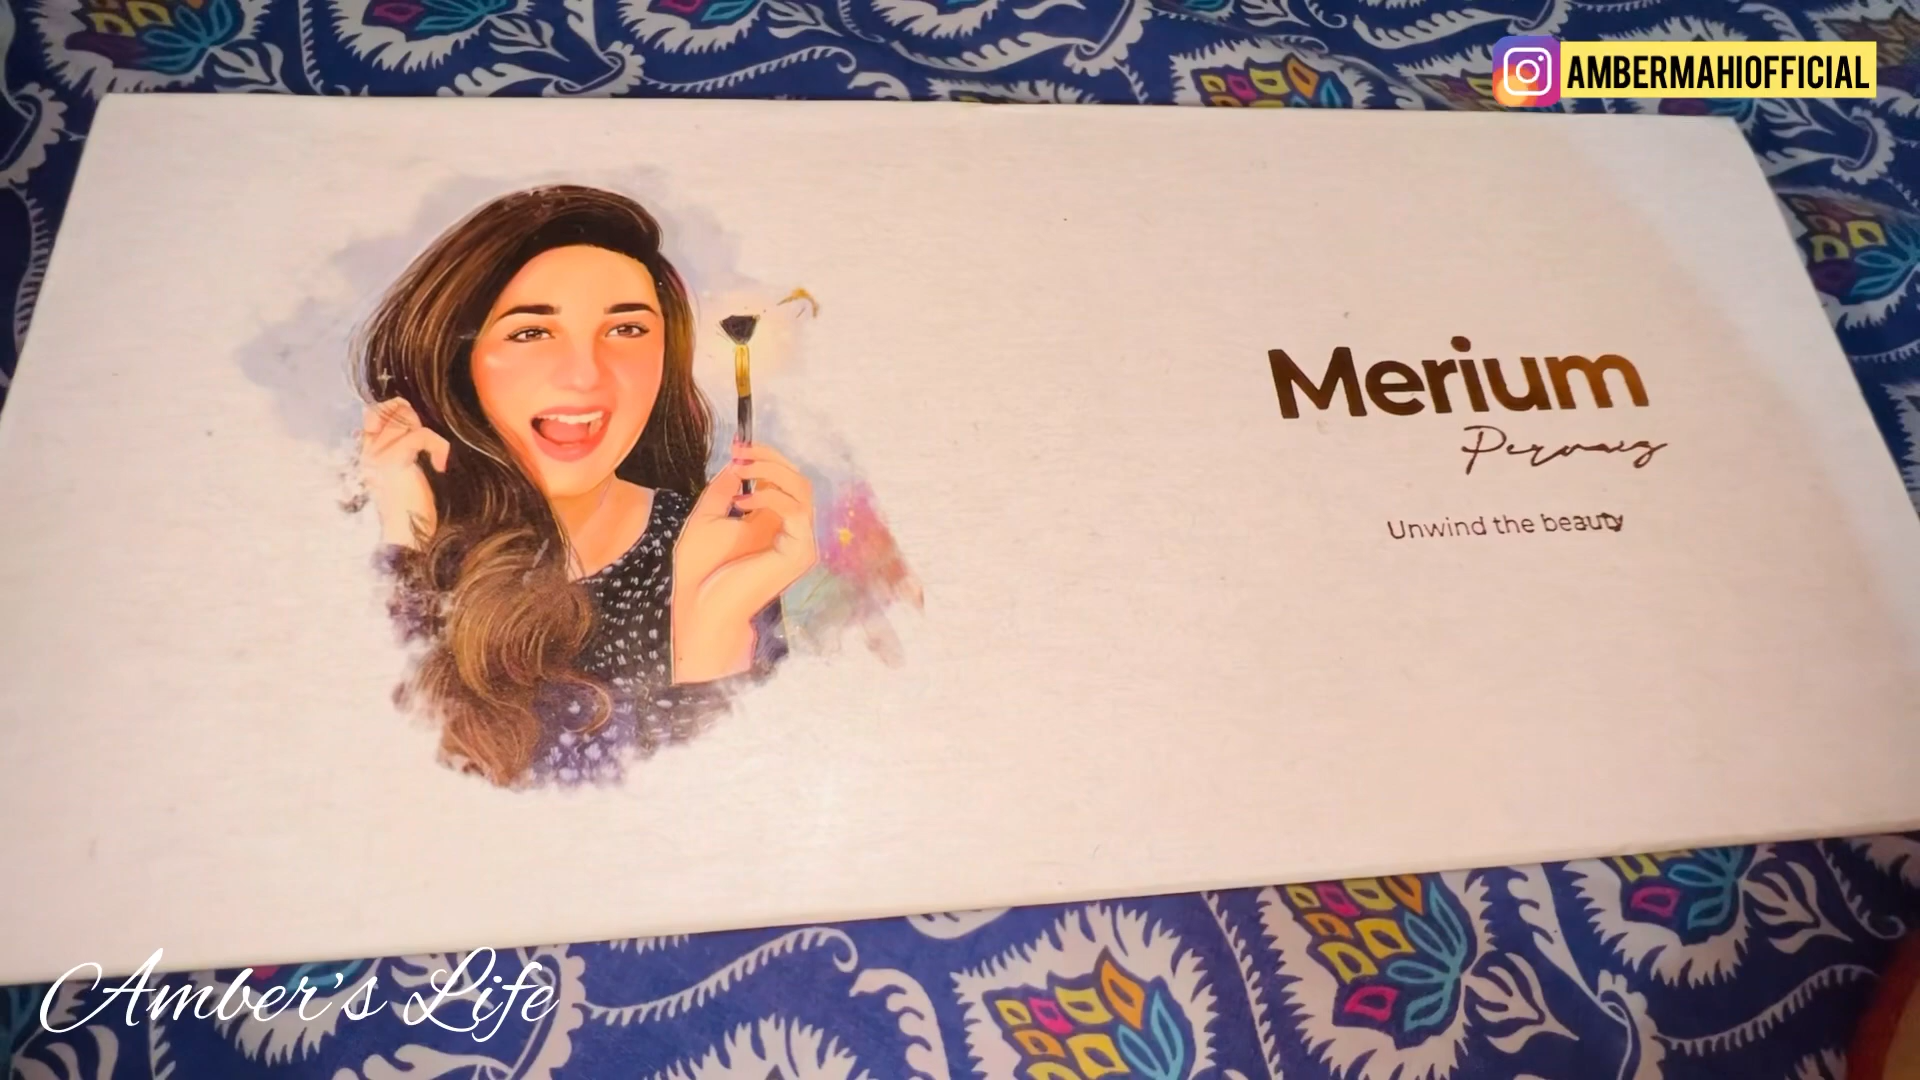 AMBERMAHIOFFICIAL
Merium
Pervaiz
Unwind the beauty
Amber's Life